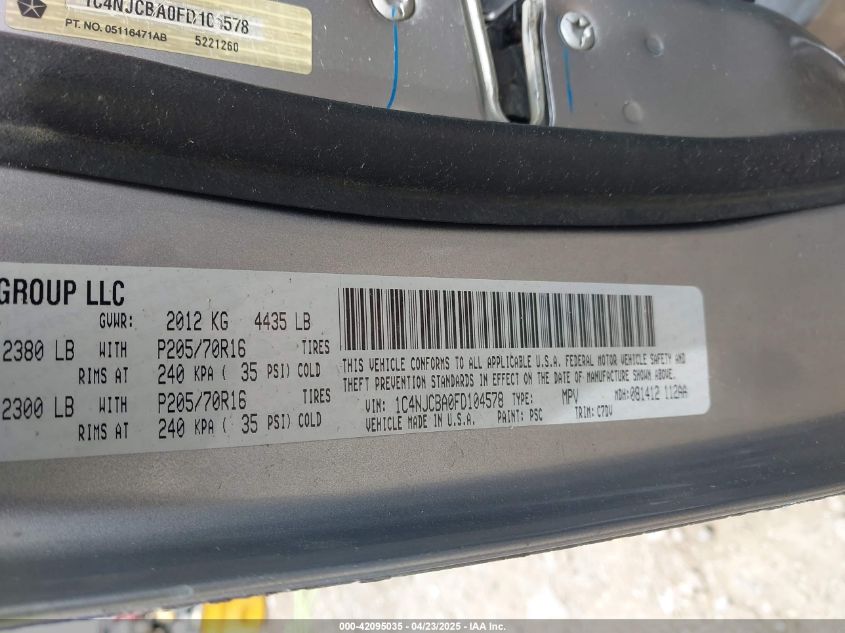 1C4NJCBA0FD104578
PT. NO. 05116471AB 5221260
GROUP LLC
GVWR: 2012 KG 4435 LB
2380 LB WITH P205/70R16 TIRES
RIMS AT 240 KPA ( 35 PSI) COLD
2300 LB WITH P205/70R16 TIRES
RIMS AT 240 KPA ( 35 PSI) COLD
THIS VEHICLE CONFORMS TO ALL APPLICABLE U.S.A. FEDERAL MOTOR VEHICLE SAFETY AND
THEFT PREVENTION STANDARDS IN EFFECT ON THE DATE OF MANUFACTURE SHOWN ABOVE.
VIN: 1C4NJCBA0FD104578 TYPE: MPV MDH: 081412 112AA
VEHICLE MADE IN U.S.A. PAINT: PSC TRIM: C7DV
000-42095035 - 04/23/2025 - IAA Inc.